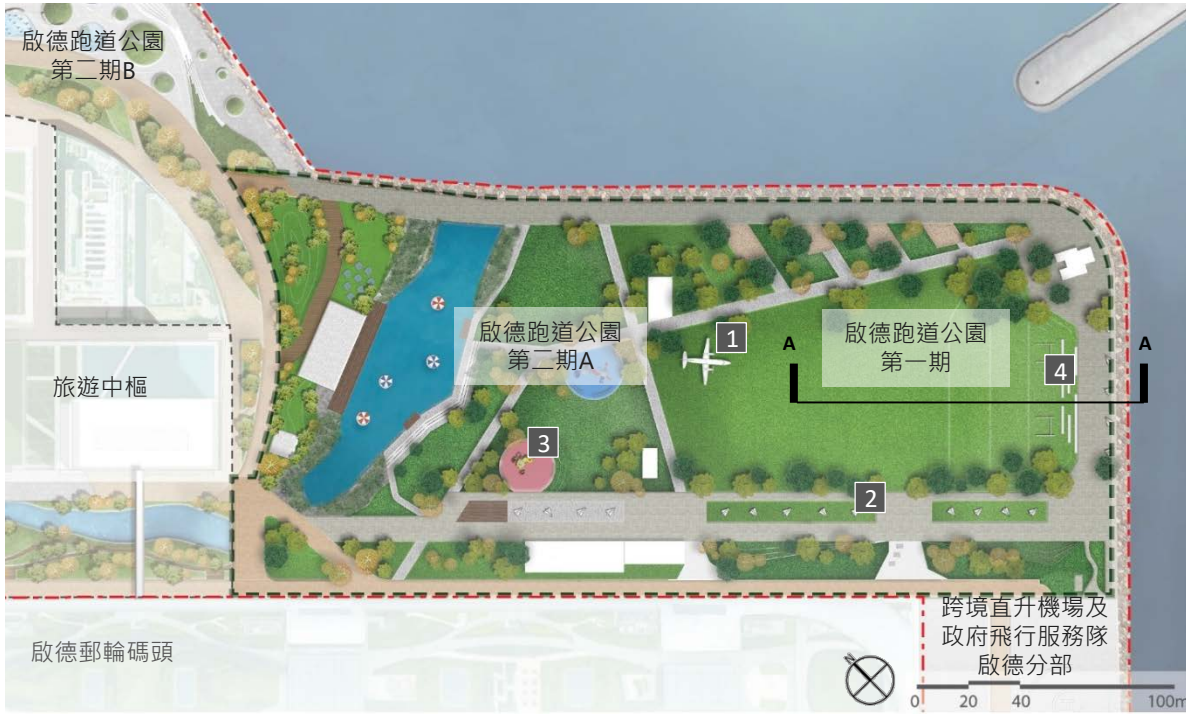 啟德跑道公園
第二期B
旅遊中樞
啟德跑道公園
第二期A
1
A
啟德跑道公園
第一期
A
4
3
2
啟德郵輪碼頭
跨境直升機場及
政府飛行服務隊
啟德分部
N
0 20 40 100m